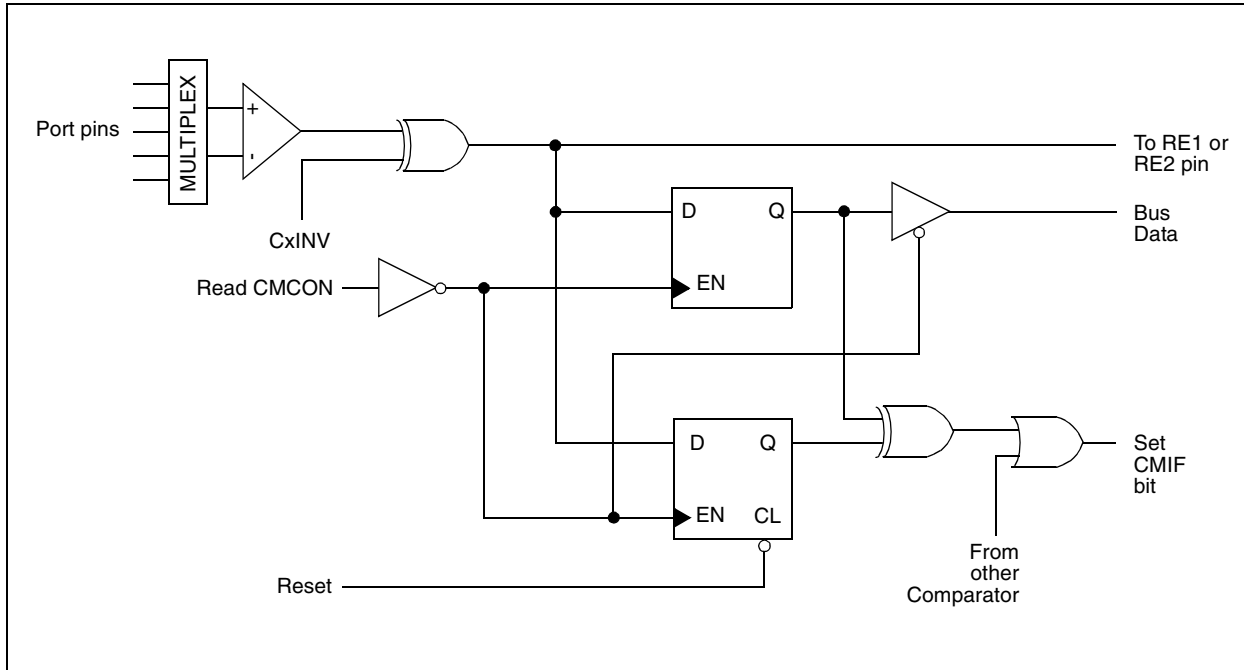 MULTIPLEX
+
-
Port pins
To RE1 or
RE2 pin
CxINV
D
Q
Bus
Data
Read CMCON
EN
D
Q
Set
CMIF
bit
EN
CL
From
other
Comparator
Reset